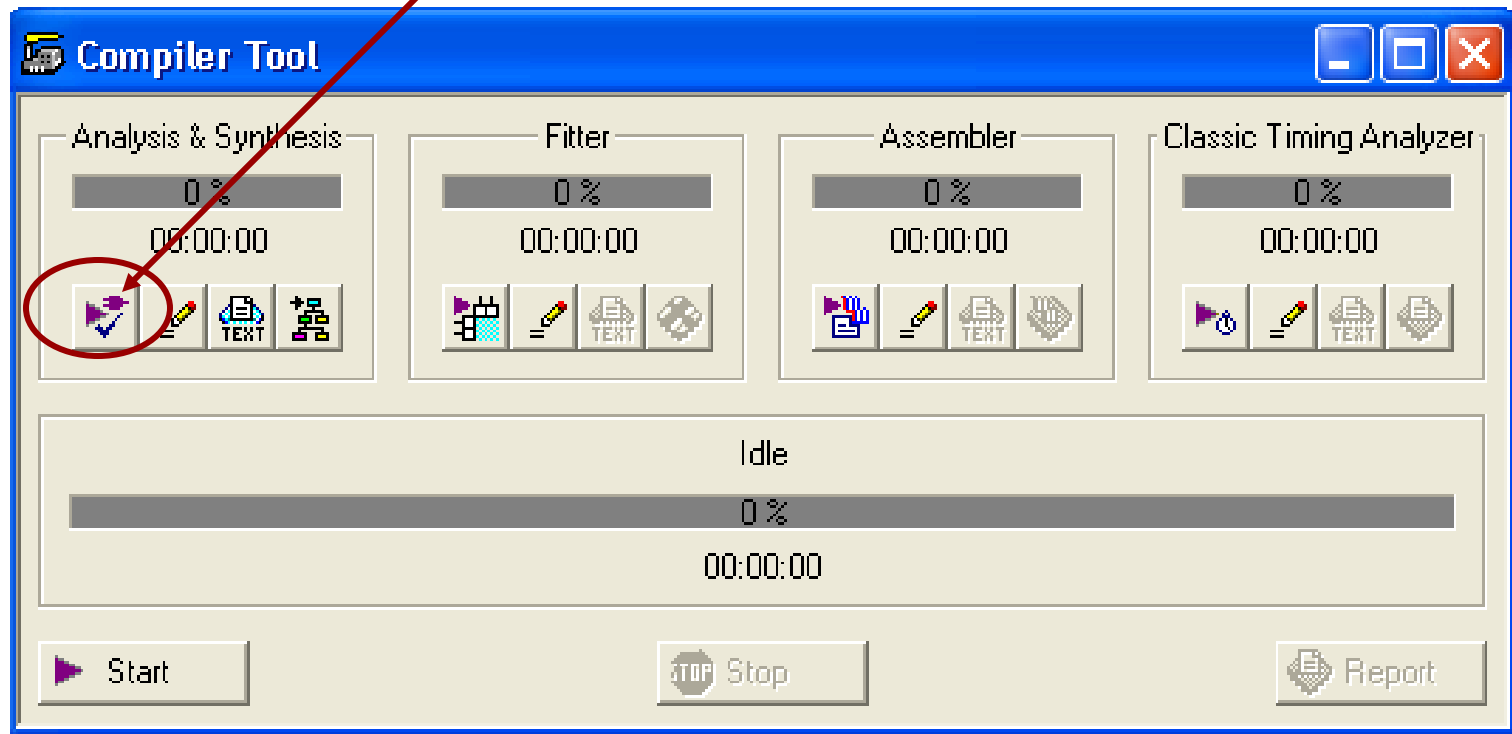 Compiler Tool
Analysis & Synthesis
Fitter
Assembler
Classic Timing Analyzer
0 %
0 %
0 %
0 %
00:00:00
00:00:00
00:00:00
00:00:00
TEXT
TEXT
TEXT
TEXT
Idle
0 %
00:00:00
Start
STOP
Stop
Report